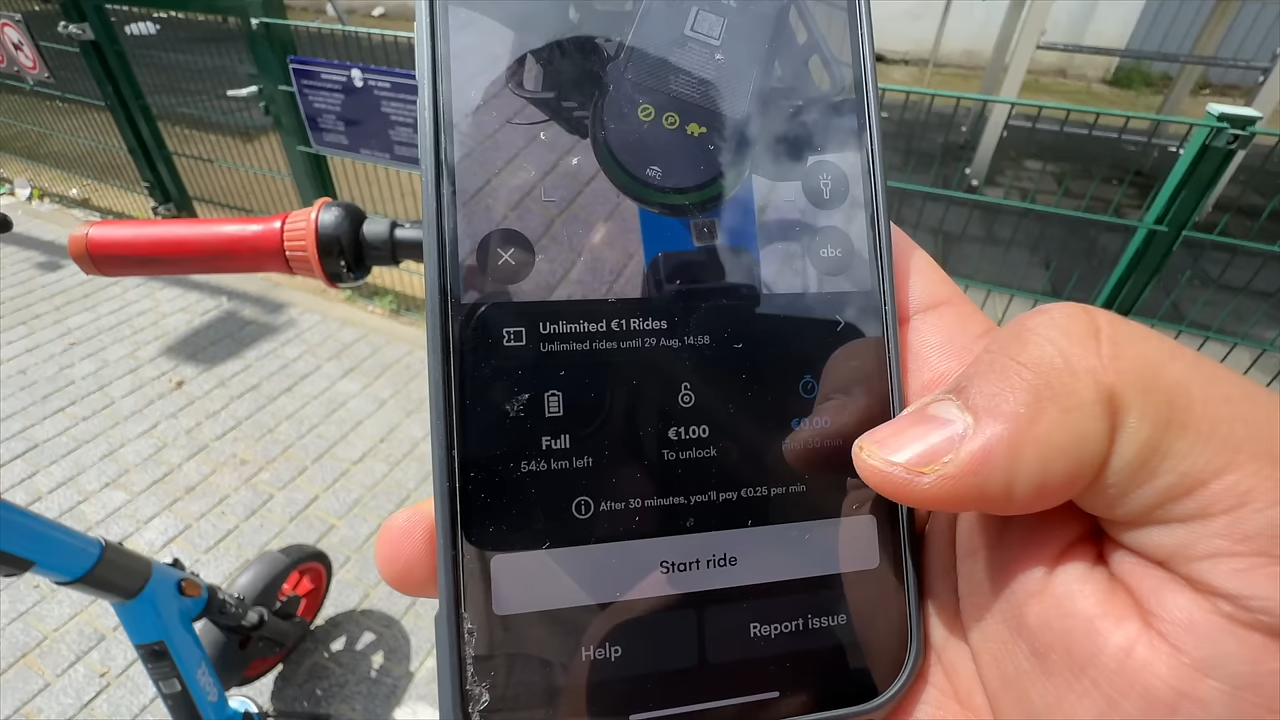 NFC
abc
Unlimited €1 Rides
Unlimited rides until 29 Aug, 14:58
Full
54.6 km left
€1.00
To unlock
€0.00
First 30 min
After 30 minutes, you'll pay €0.25 per min
Start ride
Help
Report issue